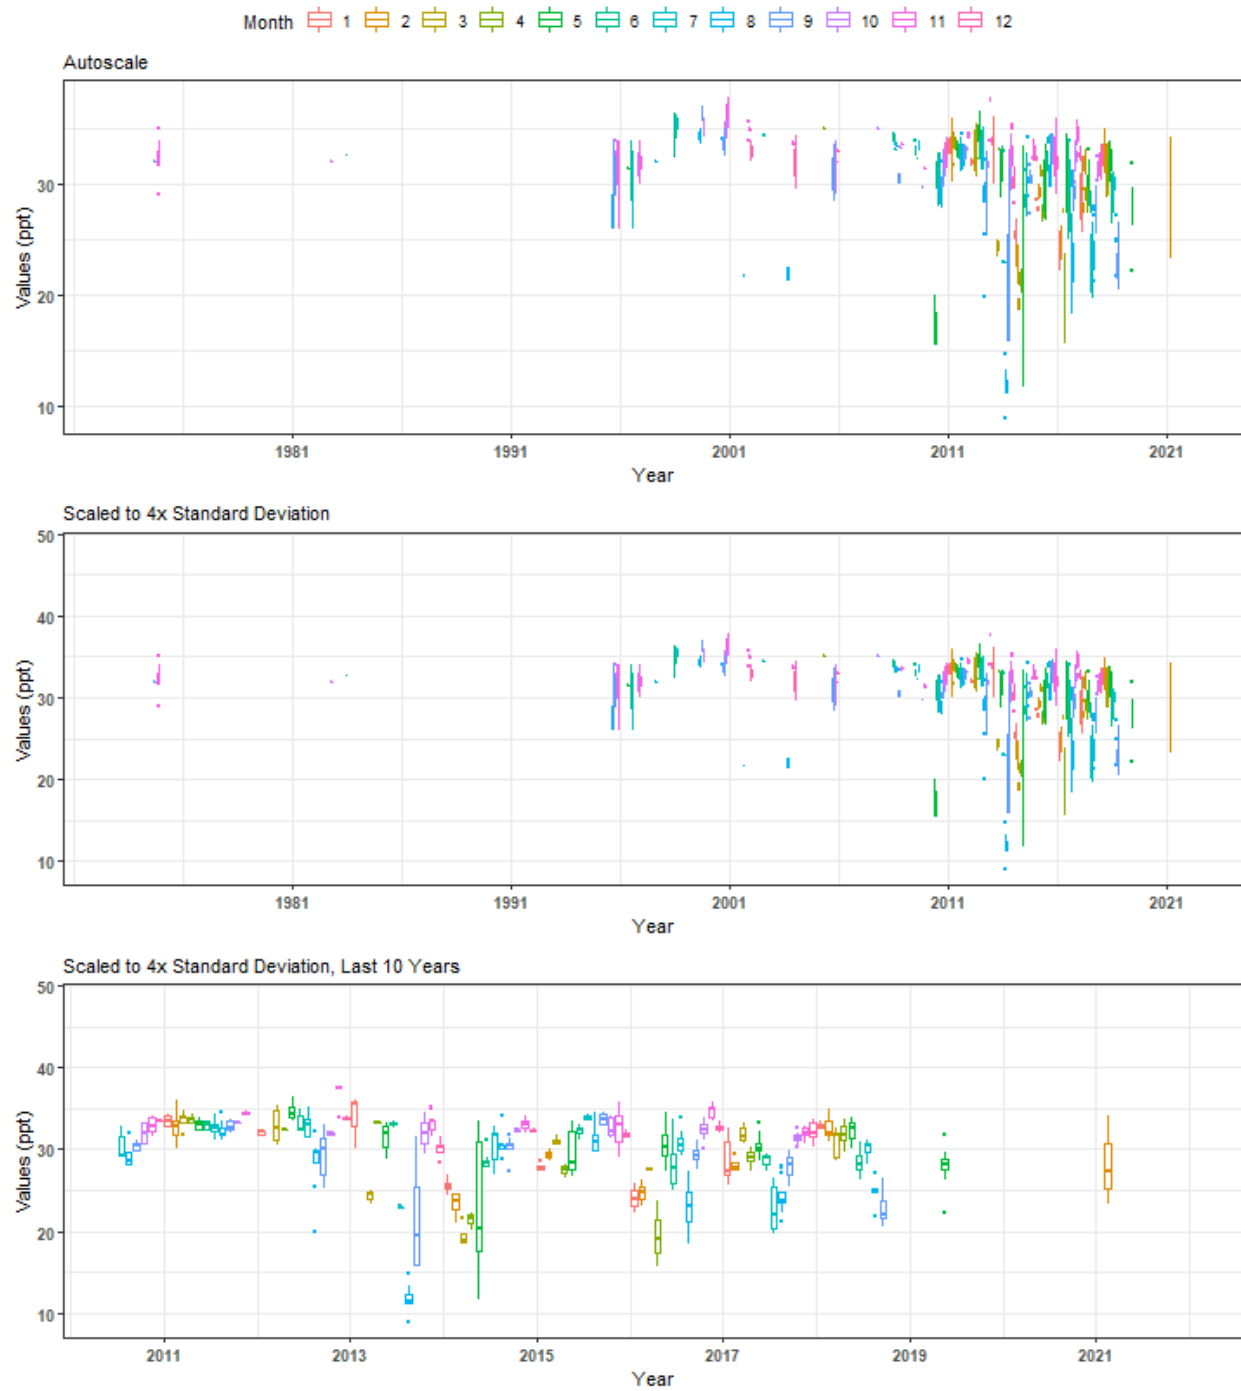 Month 1 2 3 4 5 6 7 8 9 10 11 12
Autoscale
Values (ppt)
30
20
10
1981 1991 2001 2011 2021
Year
Scaled to 4x Standard Deviation
Values (ppt)
50
40
30
20
10
1981 1991 2001 2011 2021
Year
Scaled to 4x Standard Deviation, Last 10 Years
Values (ppt)
50
40
30
20
10
2011 2013 2015 2017 2019 2021
Year